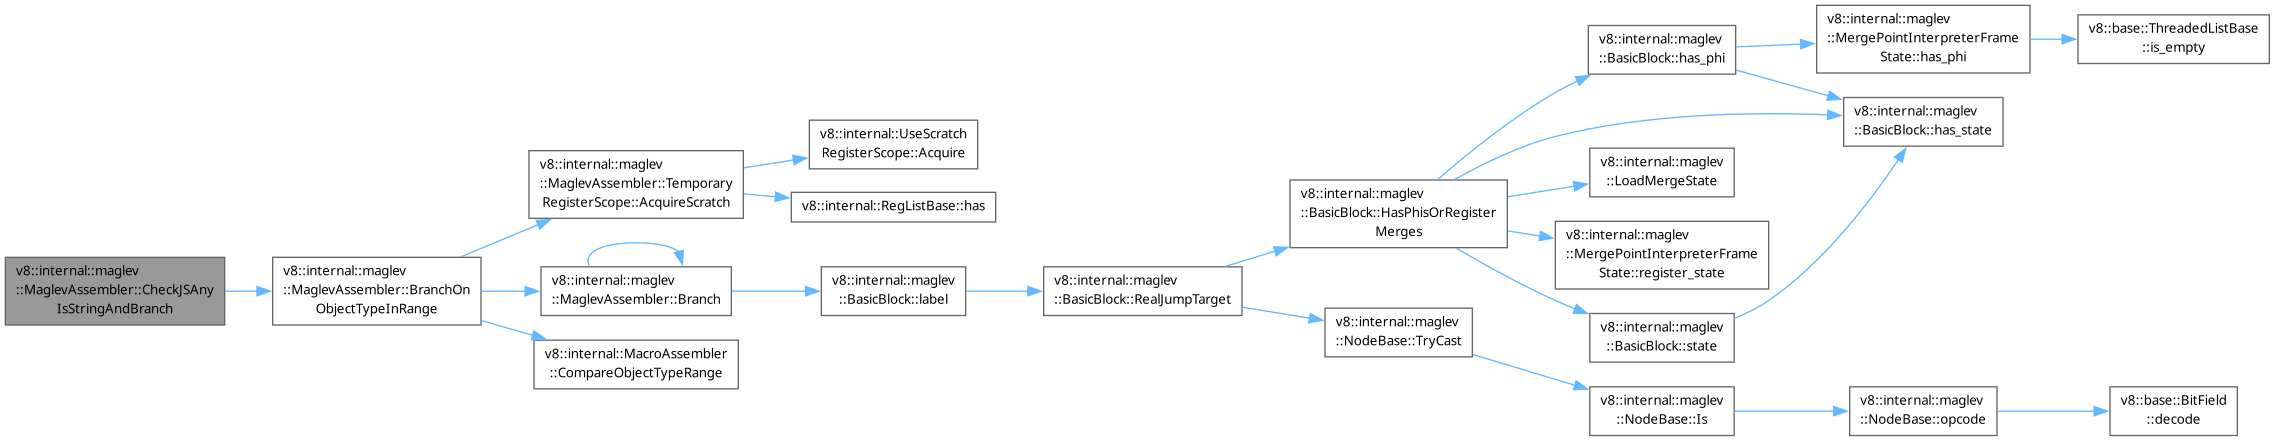 v8::internal::maglev
::MaglevAssembler::CheckJSAny
IsStringAndBranch
v8::internal::maglev
::MaglevAssembler::BranchOn
ObjectTypeInRange
v8::internal::maglev
::MaglevAssembler::Temporary
RegisterScope::AcquireScratch
v8::internal::UseScratch
RegisterScope::Acquire
v8::internal::RegListBase::has
v8::internal::maglev
::MaglevAssembler::Branch
v8::internal::MacroAssembler
::CompareObjectTypeRange
v8::internal::maglev
::BasicBlock::label
v8::internal::maglev
::BasicBlock::RealJumpTarget
v8::internal::maglev
::BasicBlock::HasPhisOrRegister
Merges
v8::internal::maglev
::NodeBase::TryCast
v8::internal::maglev
::BasicBlock::has_phi
v8::internal::maglev
::MergePointInterpreterFrame
State::has_phi
v8::base::ThreadedListBase
::is_empty
v8::internal::maglev
::BasicBlock::has_state
v8::internal::maglev
::LoadMergeState
v8::internal::maglev
::MergePointInterpreterFrame
State::register_state
v8::internal::maglev
::BasicBlock::state
v8::internal::maglev
::NodeBase::Is
v8::internal::maglev
::NodeBase::opcode
v8::base::BitField
::decode